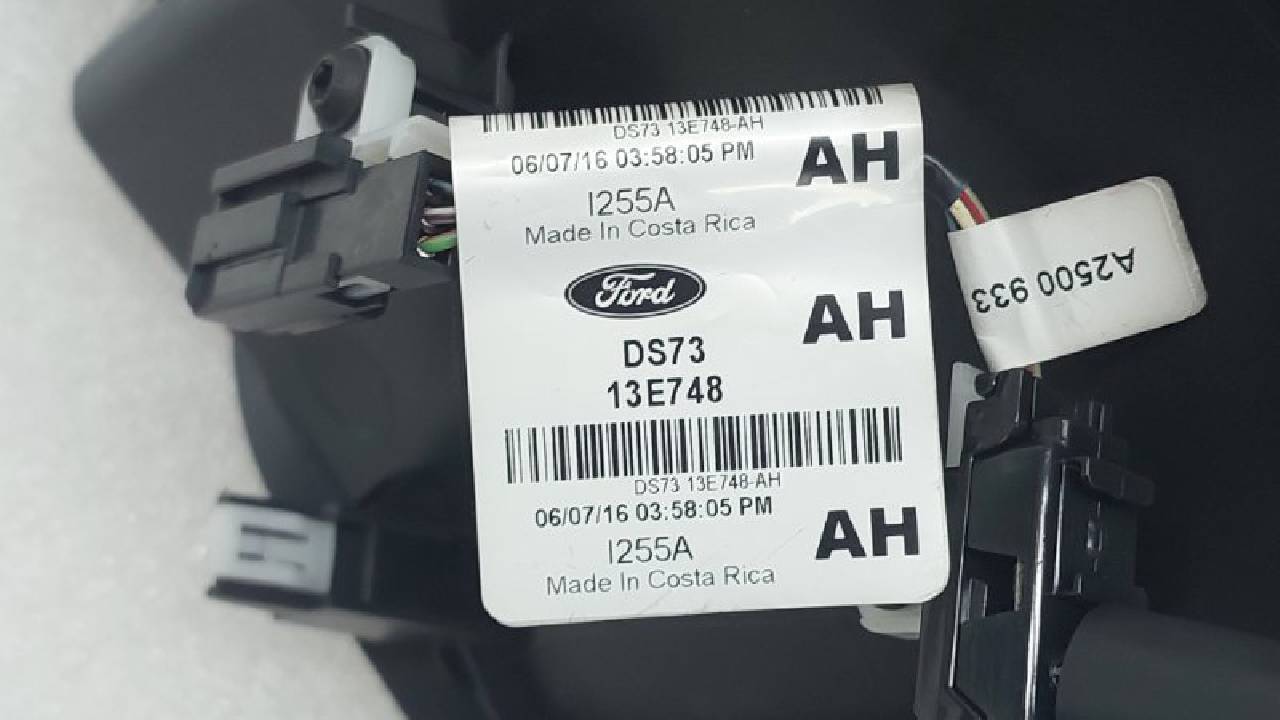 DS73 13E748-AH
06/07/16 03:58:05 PM
AH
I255A
Made In Costa Rica
Ford
AH
DS73
13E748
DS73 13E748-AH
06/07/16 03:58:05 PM
AH
I255A
Made In Costa Rica
A2500 933